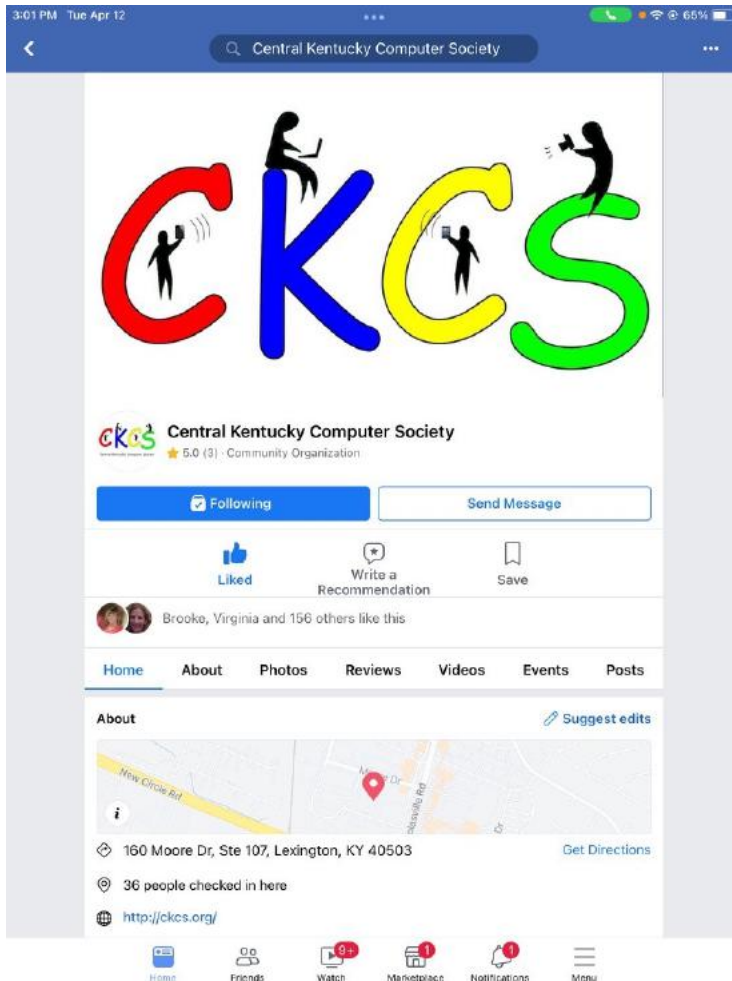 3:01 PM Tue Apr 12
65%
Central Kentucky Computer Society
CKCS
CKCS
Central Kentucky Computer Society
5.0 (3) · Community Organization
Following
Send Message
Liked
Write a
Recommendation
Save
Brooke, Virginia and 156 others like this
Home About Photos Reviews Videos Events Posts
About
Suggest edits
New Circle Rd
Dr
Rd
Dr
160 Moore Dr, Ste 107, Lexington, KY 40503
Get Directions
36 people checked in here
http://ckcs.org/
9+ 1 1
Home Friends Watch Marketplace Notifications Menu